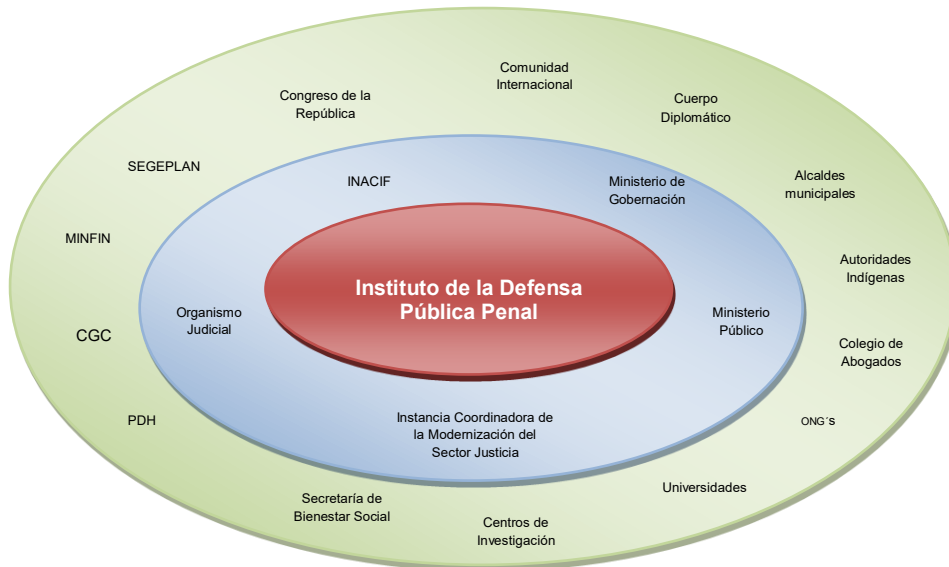 Comunidad
Internacional
Congreso de la
República
Cuerpo
Diplomático
SEGEPLAN
INACIF
Ministerio de
Gobernación
Alcaldes
municipales
MINFIN
Autoridades
Indígenas
Instituto de la Defensa
Pública Penal
Organismo
Judicial
Ministerio
Público
CGC
Colegio de
Abogados
PDH
Instancia Coordinadora de
la Modernización del
Sector Justicia
ONG´s
Universidades
Secretaría de
Bienestar Social
Centros de
Investigación